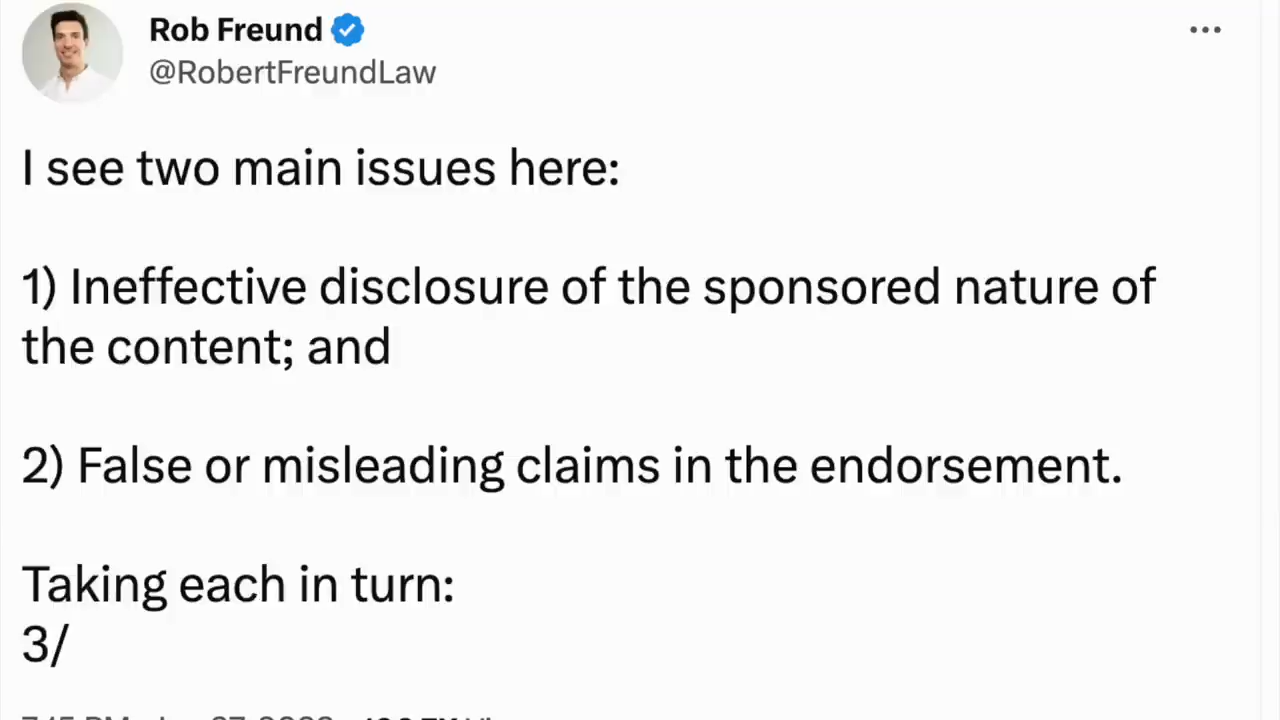 Rob Freund
@RobertFreundLaw
I see two main issues here:
1) Ineffective disclosure of the sponsored nature of
the content; and
2) False or misleading claims in the endorsement.
Taking each in turn:
3/